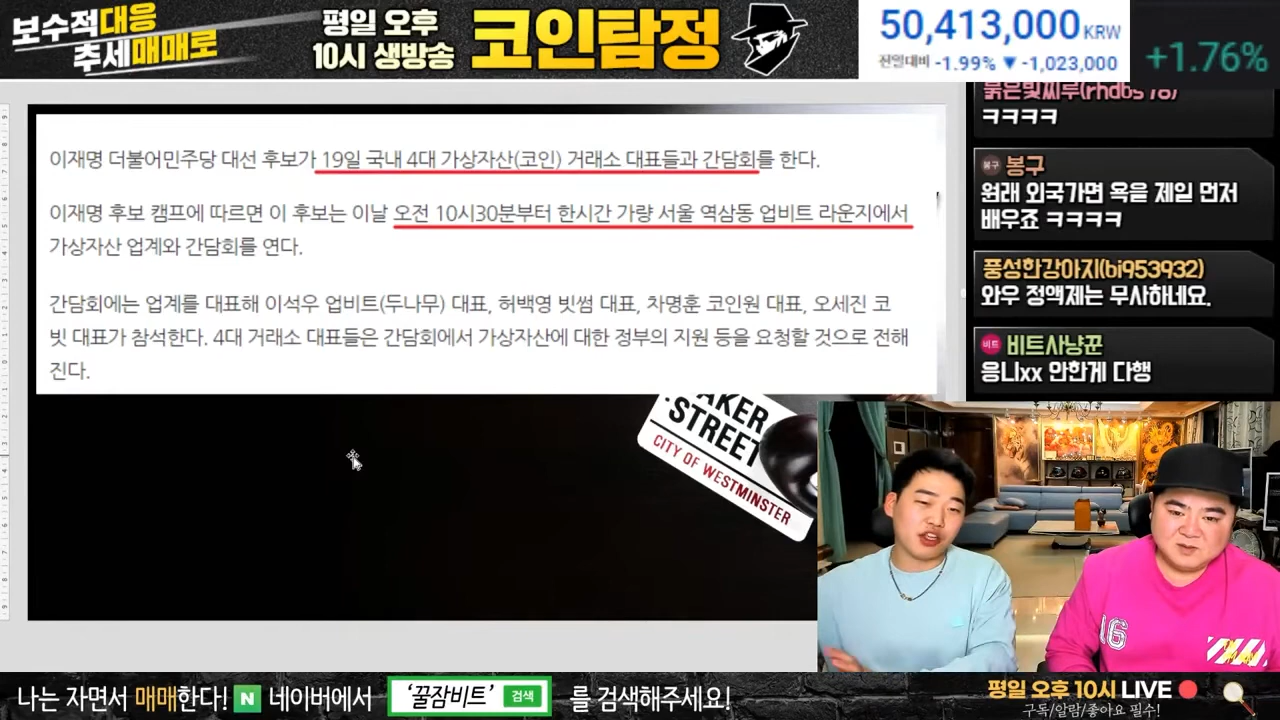 보수적대응
추세매매로
평일 오후
10시 생방송
코인탐정
50,413,000 KRW
전일대비 -1.99% ▼ -1,023,000
+1.76%
ㅋㅋㅋㅋ
이재명 더불어민주당 대선 후보가 19일 국내 4대 가상자산(코인) 거래소 대표들과 간담회를 한다.
이재명 후보 캠프에 따르면 이 후보는 이날 오전 10시30분부터 한시간 가량 서울 역삼동 업비트 라운지에서
가상자산 업계와 간담회를 연다.
간담회에는 업계를 대표해 이석우 업비트(두나무) 대표, 허백영 빗썸 대표, 차명훈 코인원 대표, 오세진 코
빗 대표가 참석한다. 4대 거래소 대표들은 간담회에서 가상자산에 대한 정부의 지원 등을 요청할 것으로 전해
진다.
봉구 봉구
원래 외국가면 욕을 제일 먼저
배우죠 ㅋㅋㅋㅋ
풍성한강아지(bi953932)
와우 정액제는 무사하네요.
비트 비트사냥꾼
응니xx 안한게 다행
AKER
STREET
CITY OF WESTMINSTER
16
나는 자면서 매매한다! N 네이버에서 '꿀잠비트' 검색 를 검색해주세요!
평일 오후 10시 LIVE
구독/알람/좋아요 필수!